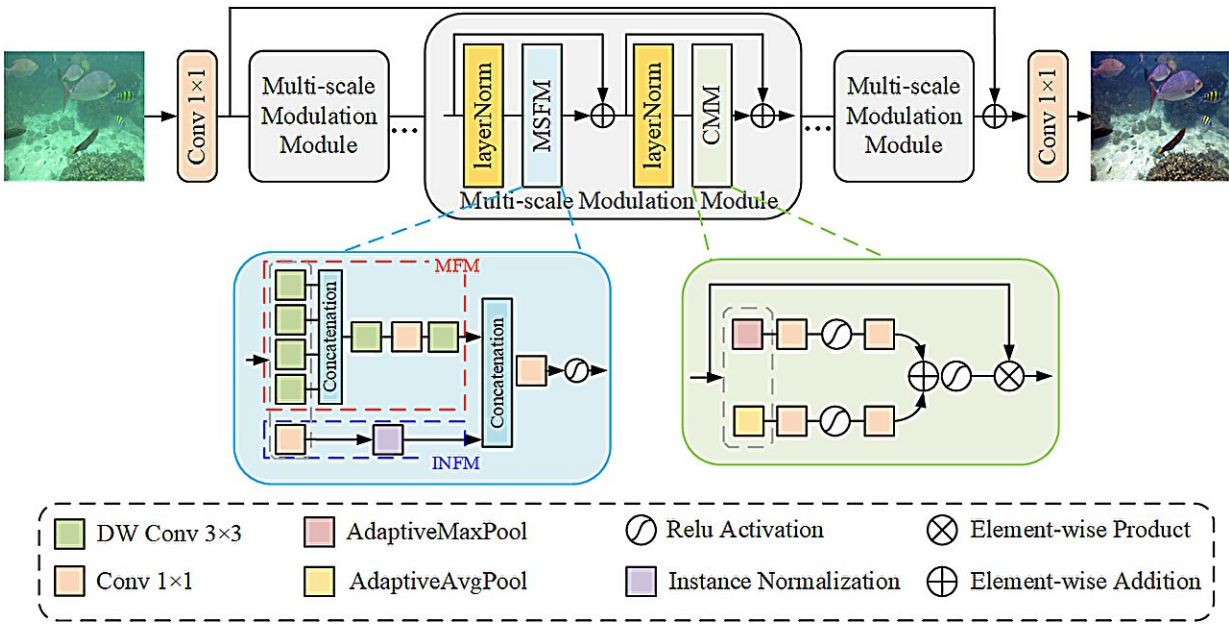 Conv 1×1
Multi-scale
Modulation
Module
...
layerNorm
MSFM
layerNorm
CMM
Multi-scale Modulation Module
...
Multi-scale
Modulation
Module
Conv 1×1
MFM
Concatenation
Concatenation
INFM
DW Conv 3×3
AdaptiveMaxPool
Relu Activation
Element-wise Product
Conv 1×1
AdaptiveAvgPool
Instance Normalization
Element-wise Addition